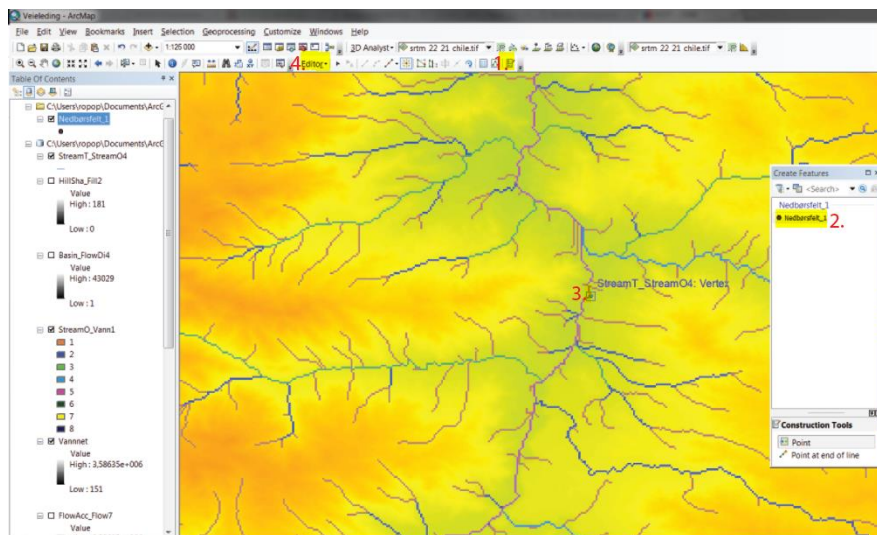 Veieleding - ArcMap
File Edit View Bookmarks Insert Selection Geoprocessing Customize Windows Help
1:125 000 3D Analyst srtm 22 21 chile.tif srtm 22 21 chile.tif
4. Editor 1.
Table Of Contents
C:\Users\ropop\Documents\ArcG
Nedbørsfelt_1
C:\Users\ropop\Documents\ArcG
StreamT_StreamO4
HillSha_Fill2
Value
High : 181
Low : 0
Basin_FlowDi4
Value
High : 43029
Low : 1
StreamO_Vann1
1
2
3
4
5
6
7
8
Vannnet
Value
High : 3,58635e+006
Low : 151
FlowAcc_Flow7
Value
StreamT_StreamO4: Vertex
3.
Create Features
<Search>
Nedbørsfelt_1
Nedbørsfelt_1 2.
Construction Tools
Point
Point at end of line